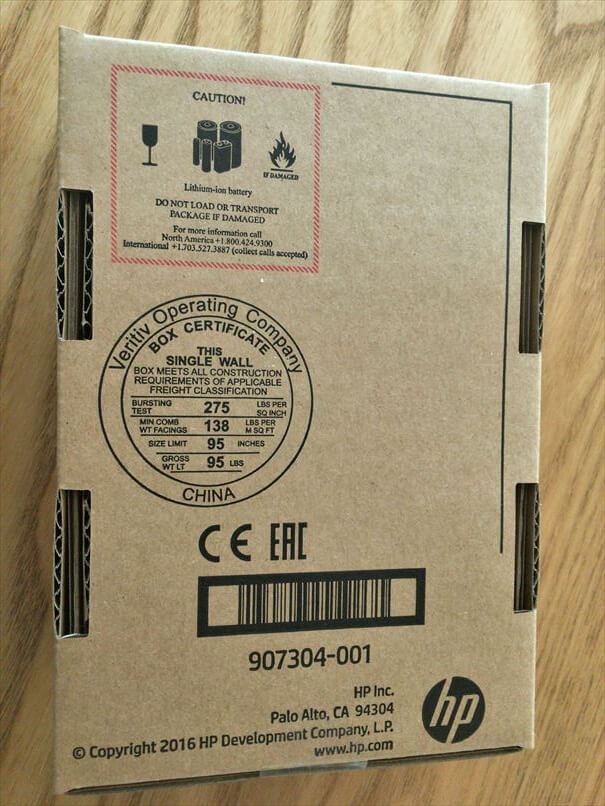 CAUTION!
IF DAMAGED
Lithium-ion battery
DO NOT LOAD OR TRANSPORT
PACKAGE IF DAMAGED
For more information call
North America +1.800.424.9300
International +1.703.527.3887 (collect calls accepted)
Veritiv Operating Company
BOX CERTIFICATE
THIS
SINGLE WALL
BOX MEETS ALL CONSTRUCTION
REQUIREMENTS OF APPLICABLE
FREIGHT CLASSIFICATION
BURSTING TEST 275 LBS PER SQ INCH
MIN COMB WT FACINGS 138 LBS PER M SQ FT
SIZE LIMIT 95 INCHES
GROSS WT LT 95 LBS
CHINA
CE EAC
907304-001
HP Inc.
Palo Alto, CA 94304
© Copyright 2016 HP Development Company, L.P.
www.hp.com
hp